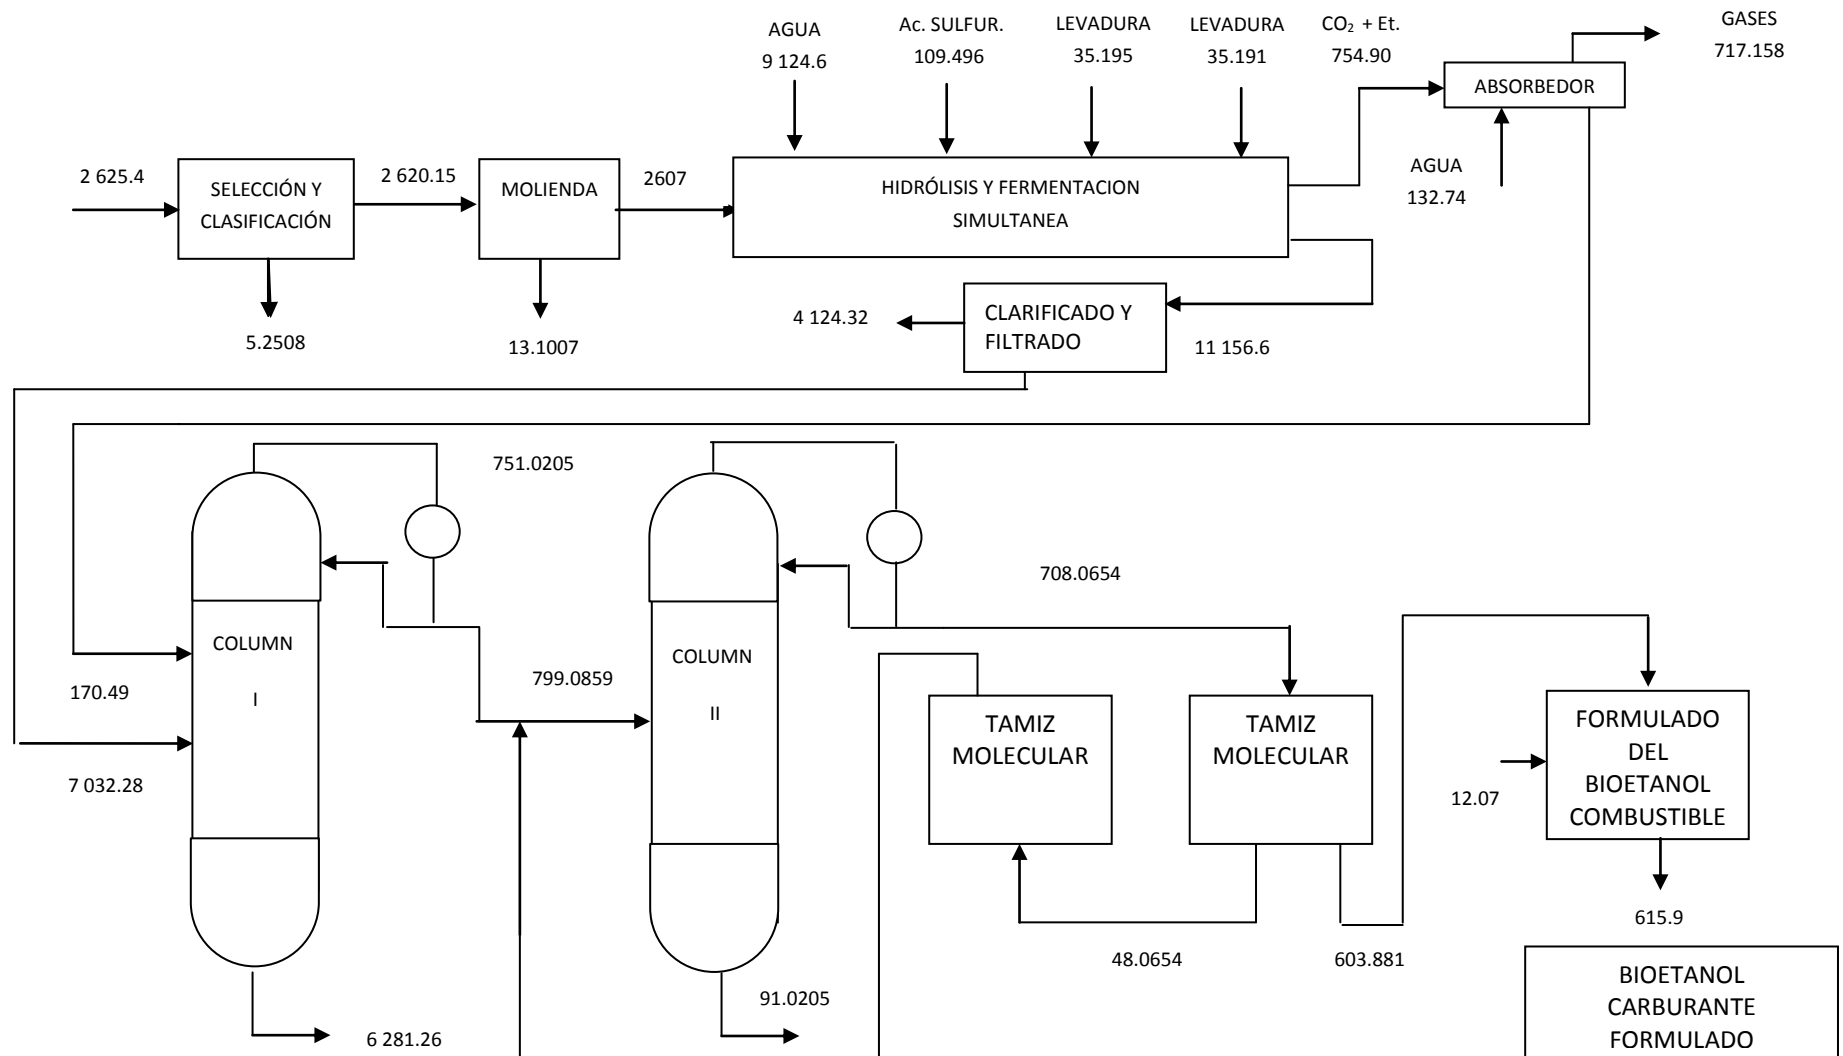 AGUA
9 124.6
Ac. SULFUR.
109.496
LEVADURA
35.195
LEVADURA
35.191
CO₂ + Et.
754.90
GASES
717.158
ABSORBEDOR
AGUA
132.74
2 625.4
SELECCIÓN Y
CLASIFICACIÓN
2 620.15
MOLIENDA
2607
HIDRÓLISIS Y FERMENTACION
SIMULTANEA
5.2508
13.1007
4 124.32
CLARIFICADO Y
FILTRADO
11 156.6
751.0205
708.0654
COLUMN
I
170.49
7 032.28
799.0859
COLUMN
II
TAMIZ
MOLECULAR
TAMIZ
MOLECULAR
12.07
FORMULADO
DEL
BIOETANOL
COMBUSTIBLE
615.9
48.0654
603.881
91.0205
6 281.26
BIOETANOL
CARBURANTE
FORMULADO